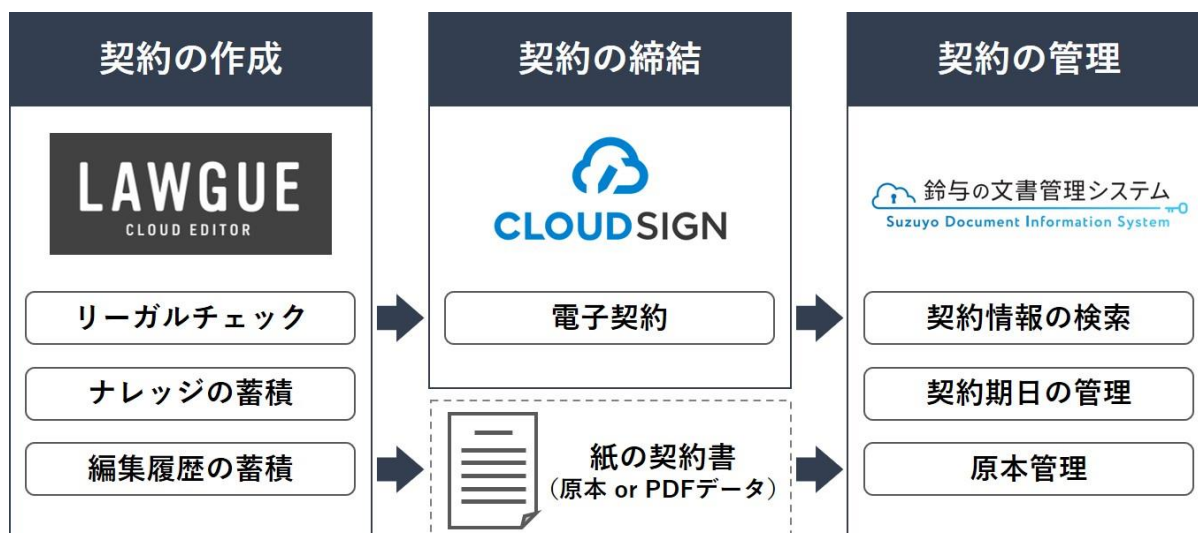 契約の作成
LAWGUE
CLOUD EDITOR
リーガルチェック
ナレッジの蓄積
編集履歴の蓄積
契約の締結
CLOUDSIGN
電子契約
紙の契約書
（原本 or PDFデータ）
契約の管理
鈴与の文書管理システム
Suzuyo Document Information System
契約情報の検索
契約期日の管理
原本管理